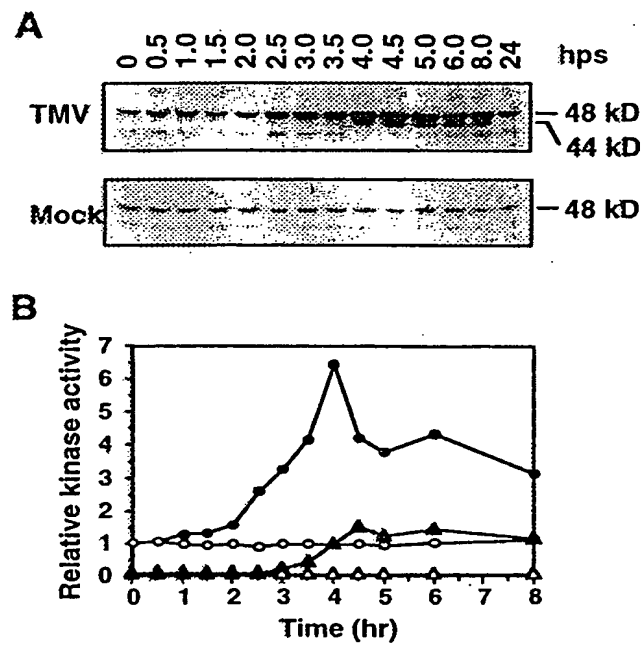 A
0 0.5 1.0 1.5 2.0 2.5 3.0 3.5 4.0 4.5 5.0 6.0 8.0 24 hps
TMV
48 kD
44 kD
Mock
48 kD
B
Relative kinase activity
7
6
5
4
3
2
1
0
0 1 2 3 4 5 6 7 8
Time (hr)